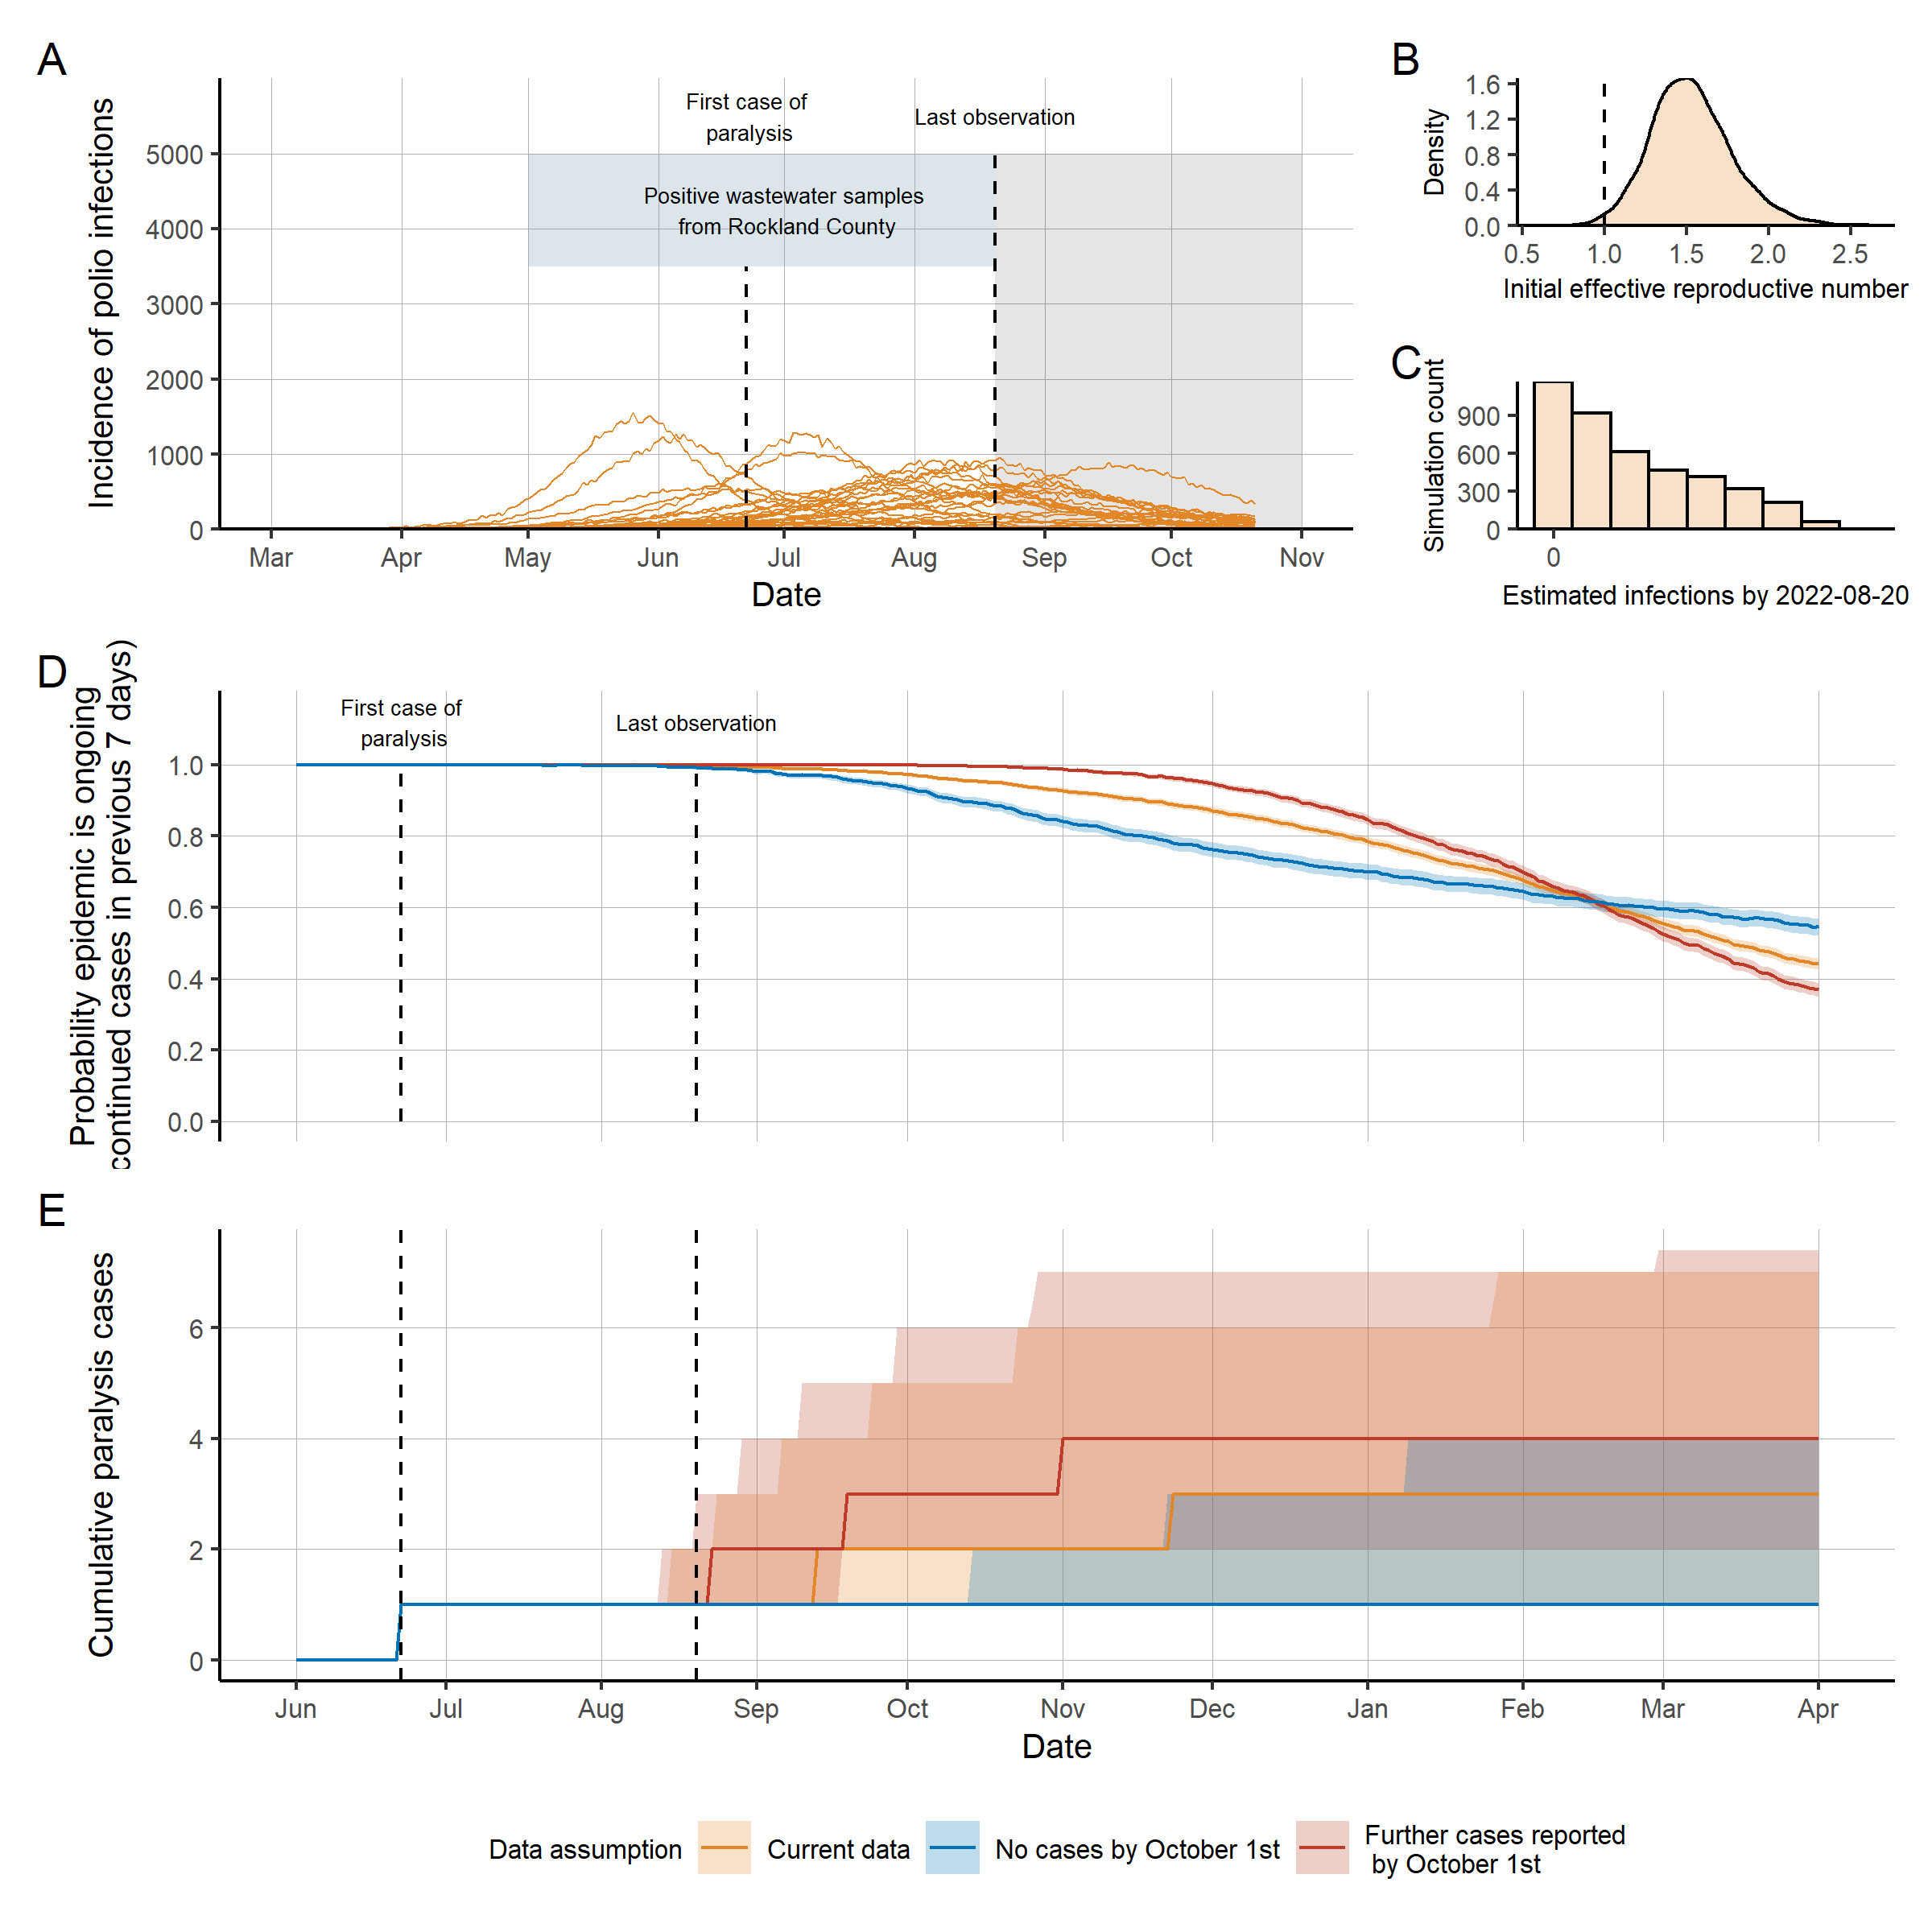 A
Incidence of polio infections
5000
4000
3000
2000
1000
0
First case of
paralysis
Last observation
Positive wastewater samples
from Rockland County
Mar Apr May Jun Jul Aug Sep Oct Nov
Date
B
Density
1.6
1.2
0.8
0.4
0.0
0.5 1.0 1.5 2.0 2.5
Initial effective reproductive number
C
Simulation count
900
600
300
0
0
Estimated infections by 2022-08-20
D
Probability epidemic is ongoing
continued cases in previous 7 days)
First case of
paralysis
Last observation
1.0
0.8
0.6
0.4
0.2
0.0
E
Cumulative paralysis cases
6
4
2
0
Jun Jul Aug Sep Oct Nov Dec Jan Feb Mar Apr
Date
Data assumption
Current data
No cases by October 1st
Further cases reported
by October 1st